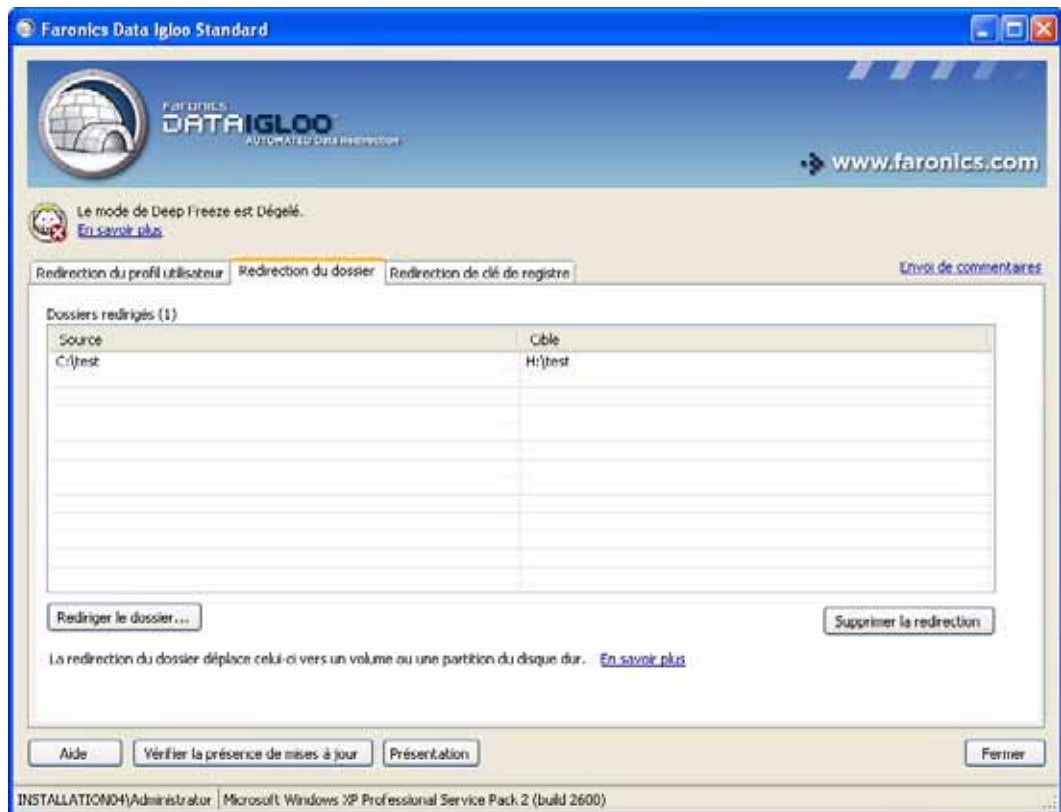 Faronics Data Igloo Standard
FARONICS
DATAIGLOO
AUTOMATED Data Redirection
www.faronics.com
Le mode de Deep Freeze est Dégelé.
En savoir plus
Redirection du profil utilisateur
Redirection du dossier
Redirection de clé de registre
Envoi de commentaires
Dossiers redirigés (1)
Source
Cible
C:\test
H:\test
Rediriger le dossier...
Supprimer la redirection
La redirection du dossier déplace celui-ci vers un volume ou une partition du disque dur. En savoir plus
Aide
Vérifier la présence de mises à jour
Présentation
Fermer
INSTALLATION04\Administrator
Microsoft Windows XP Professional Service Pack 2 (build 2600)